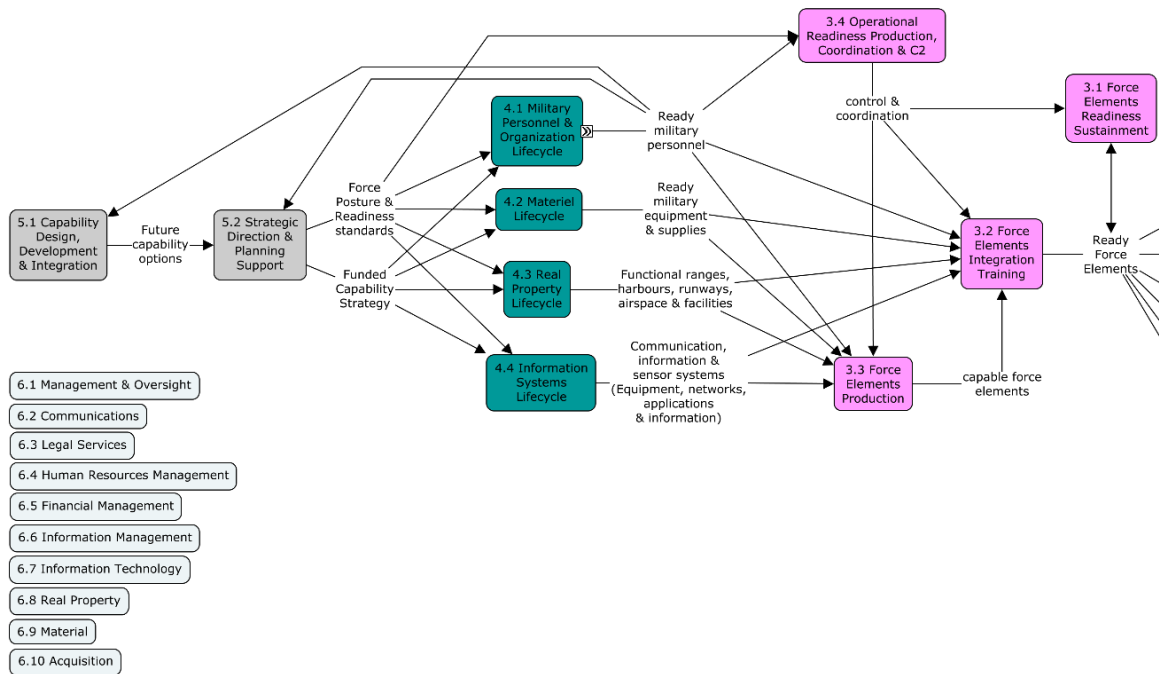 3.4 Operational
Readiness Production,
Coordination & C2
4.1 Military
Personnel &
Organization
Lifecycle
Ready
military
personnel
control &
coordination
3.1 Force
Elements
Readiness
Sustainment
5.1 Capability
Design,
Development
& Integration
Future
capability
options
5.2 Strategic
Direction &
Planning
Support
Force
Posture &
Readiness
standards
4.2 Materiel
Lifecycle
Ready
military
equipment
& supplies
3.2 Force
Elements
Integration
Training
Ready
Force
Elements
Funded
Capability
Strategy
4.3 Real
Property
Lifecycle
Functional ranges,
harbours, runways,
airspace & facilities
4.4 Information
Systems
Lifecycle
Communication,
information &
sensor systems
(Equipment, networks,
applications
& information)
3.3 Force
Elements
Production
capable force
elements
6.1 Management & Oversight
6.2 Communications
6.3 Legal Services
6.4 Human Resources Management
6.5 Financial Management
6.6 Information Management
6.7 Information Technology
6.8 Real Property
6.9 Material
6.10 Acquisition